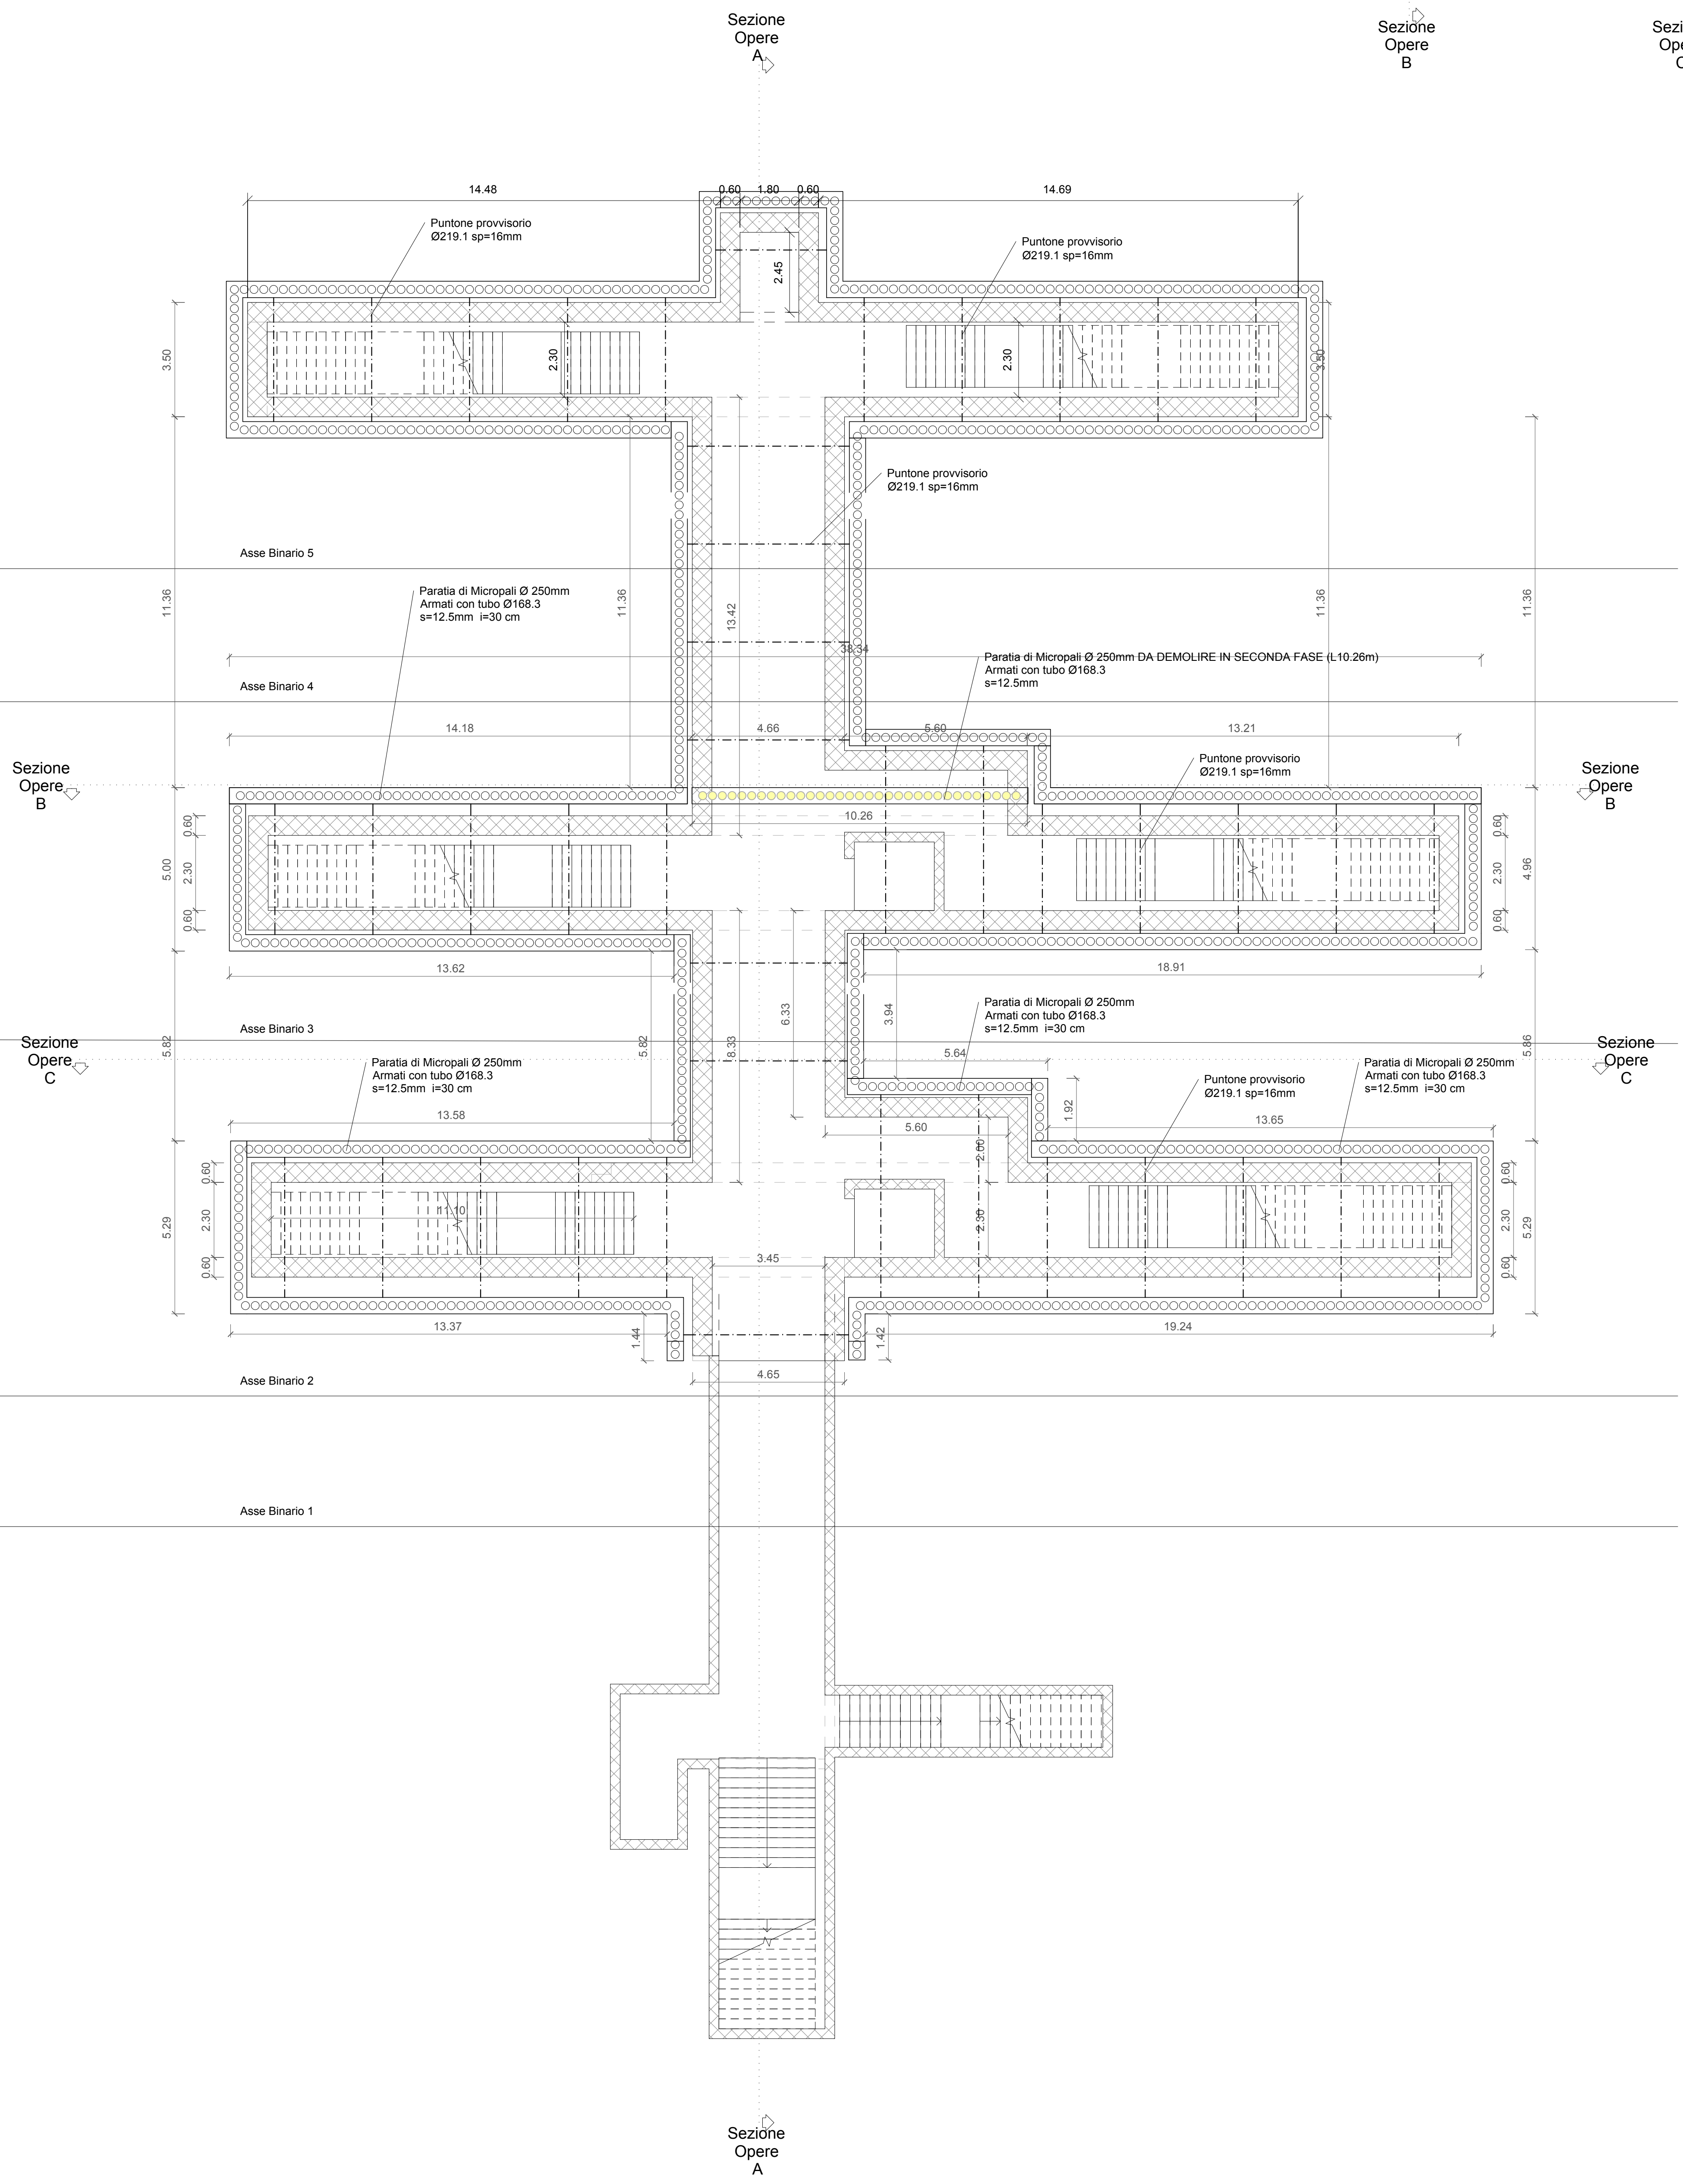 Sezione
Opere
A
Sezione
Opere
B
14.48
0.60
1.80
0.60
14.69
Puntone provvisorio
Ø219.1 sp=16mm
Puntone provvisorio
Ø219.1 sp=16mm
2.45
3.50
2.30
2.30
3.50
Puntone provvisorio
Ø219.1 sp=16mm
Asse Binario 5
11.36
11.36
13.42
11.36
11.36
Paratia di Micropali Ø 250mm
Armati con tubo Ø168.3
s=12.5mm i=30 cm
38.34
Paratia di Micropali Ø 250mm DA DEMOLIRE IN SECONDA FASE (L10.26m)
Armati con tubo Ø168.3
s=12.5mm
Asse Binario 4
14.18
4.66
5.60
13.21
Puntone provvisorio
Ø219.1 sp=16mm
Sezione
Opere
B
Sezione
Opere
B
10.26
0.60
0.60
5.00
2.30
2.30
4.96
0.60
0.60
13.62
18.91
Paratia di Micropali Ø 250mm
Armati con tubo Ø168.3
s=12.5mm i=30 cm
6.33
3.94
Asse Binario 3
5.82
5.82
8.33
5.86
Sezione
Opere
C
Sezione
Opere
C
5.64
Paratia di Micropali Ø 250mm
Armati con tubo Ø168.3
s=12.5mm i=30 cm
Puntone provvisorio
Ø219.1 sp=16mm
Paratia di Micropali Ø 250mm
Armati con tubo Ø168.3
s=12.5mm i=30 cm
13.58
1.92
13.65
5.60
2.00
0.60
0.60
5.29
2.30
11.10
2.30
2.30
5.29
0.60
3.45
0.60
13.37
1.44
1.42
19.24
4.65
Asse Binario 2
Asse Binario 1
Sezione
Opere
A